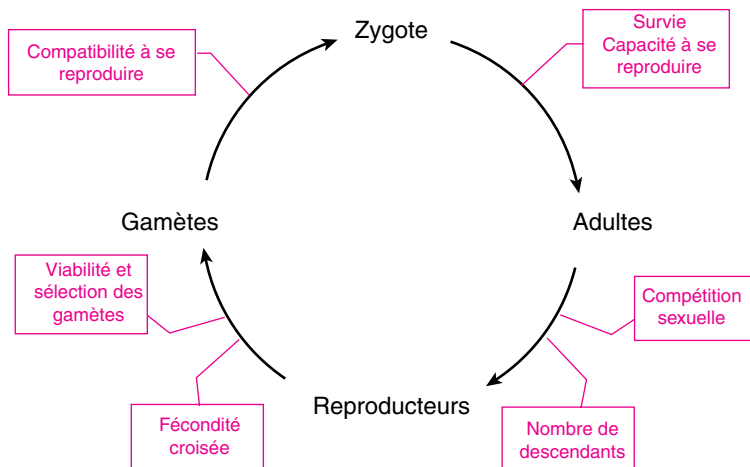 Zygote
Survie
Capacité à se
reproduire
Compatibilité à se
reproduire
Gamètes
Adultes
Viabilité et
sélection des
gamètes
Compétition
sexuelle
Reproducteurs
Fécondité
croisée
Nombre de
descendants